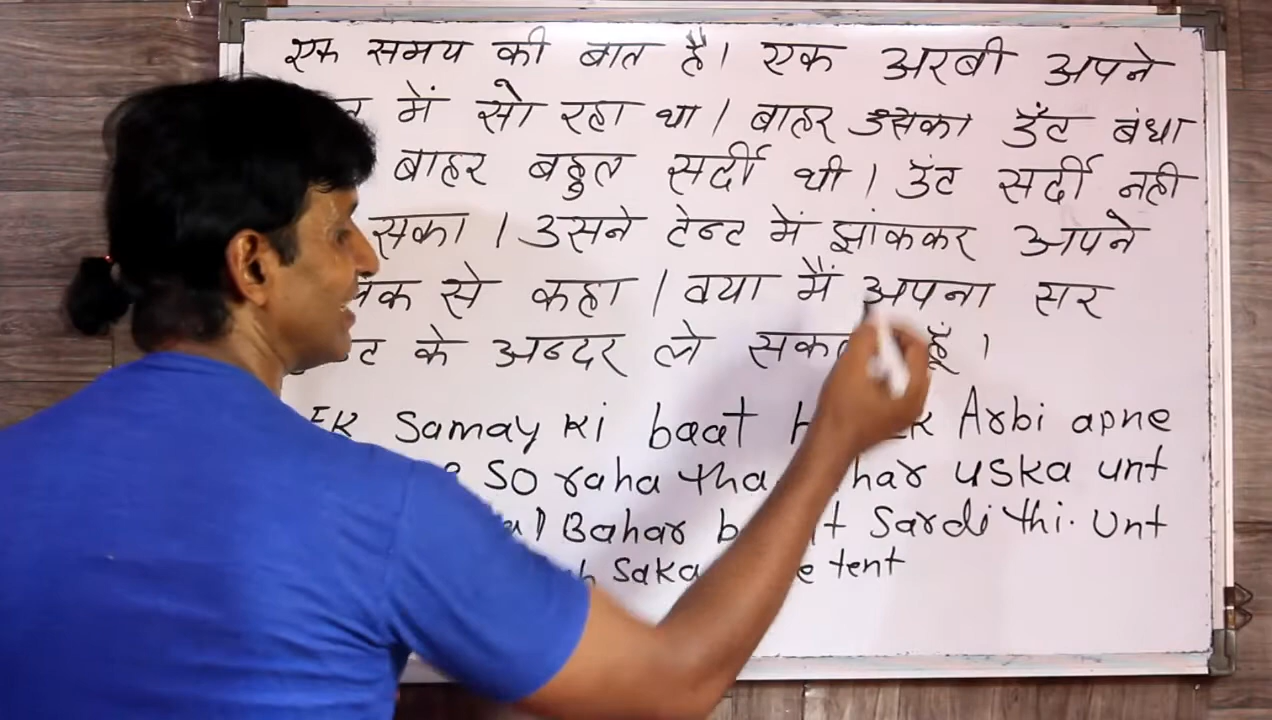 एक समय की बात है। एक अरबी अपने
में सो रहा था। बाहर उसका ऊँट बंधा
बाहर बहुत सर्दी थी। ऊंट सर्दी नही
सका। उसने टेन्ट में झांककर अपने
से कहा। क्या मैं अपना सर
के अन्दर ले हूँ।
EK Samay Ki baat Arbi apne
So raha tha uska unt
Bahar Sardi thi. Unt
Saka tent